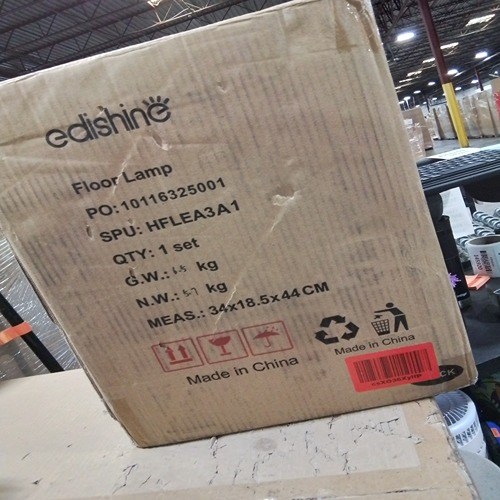 edishine
Floor Lamp
PO:10116325001
SPU: HFLEA3A1
QTY: 1 set
G.W.: kg
N.W.: kg
MEAS.: 34x18.5x44CM
Made in China
Made in China